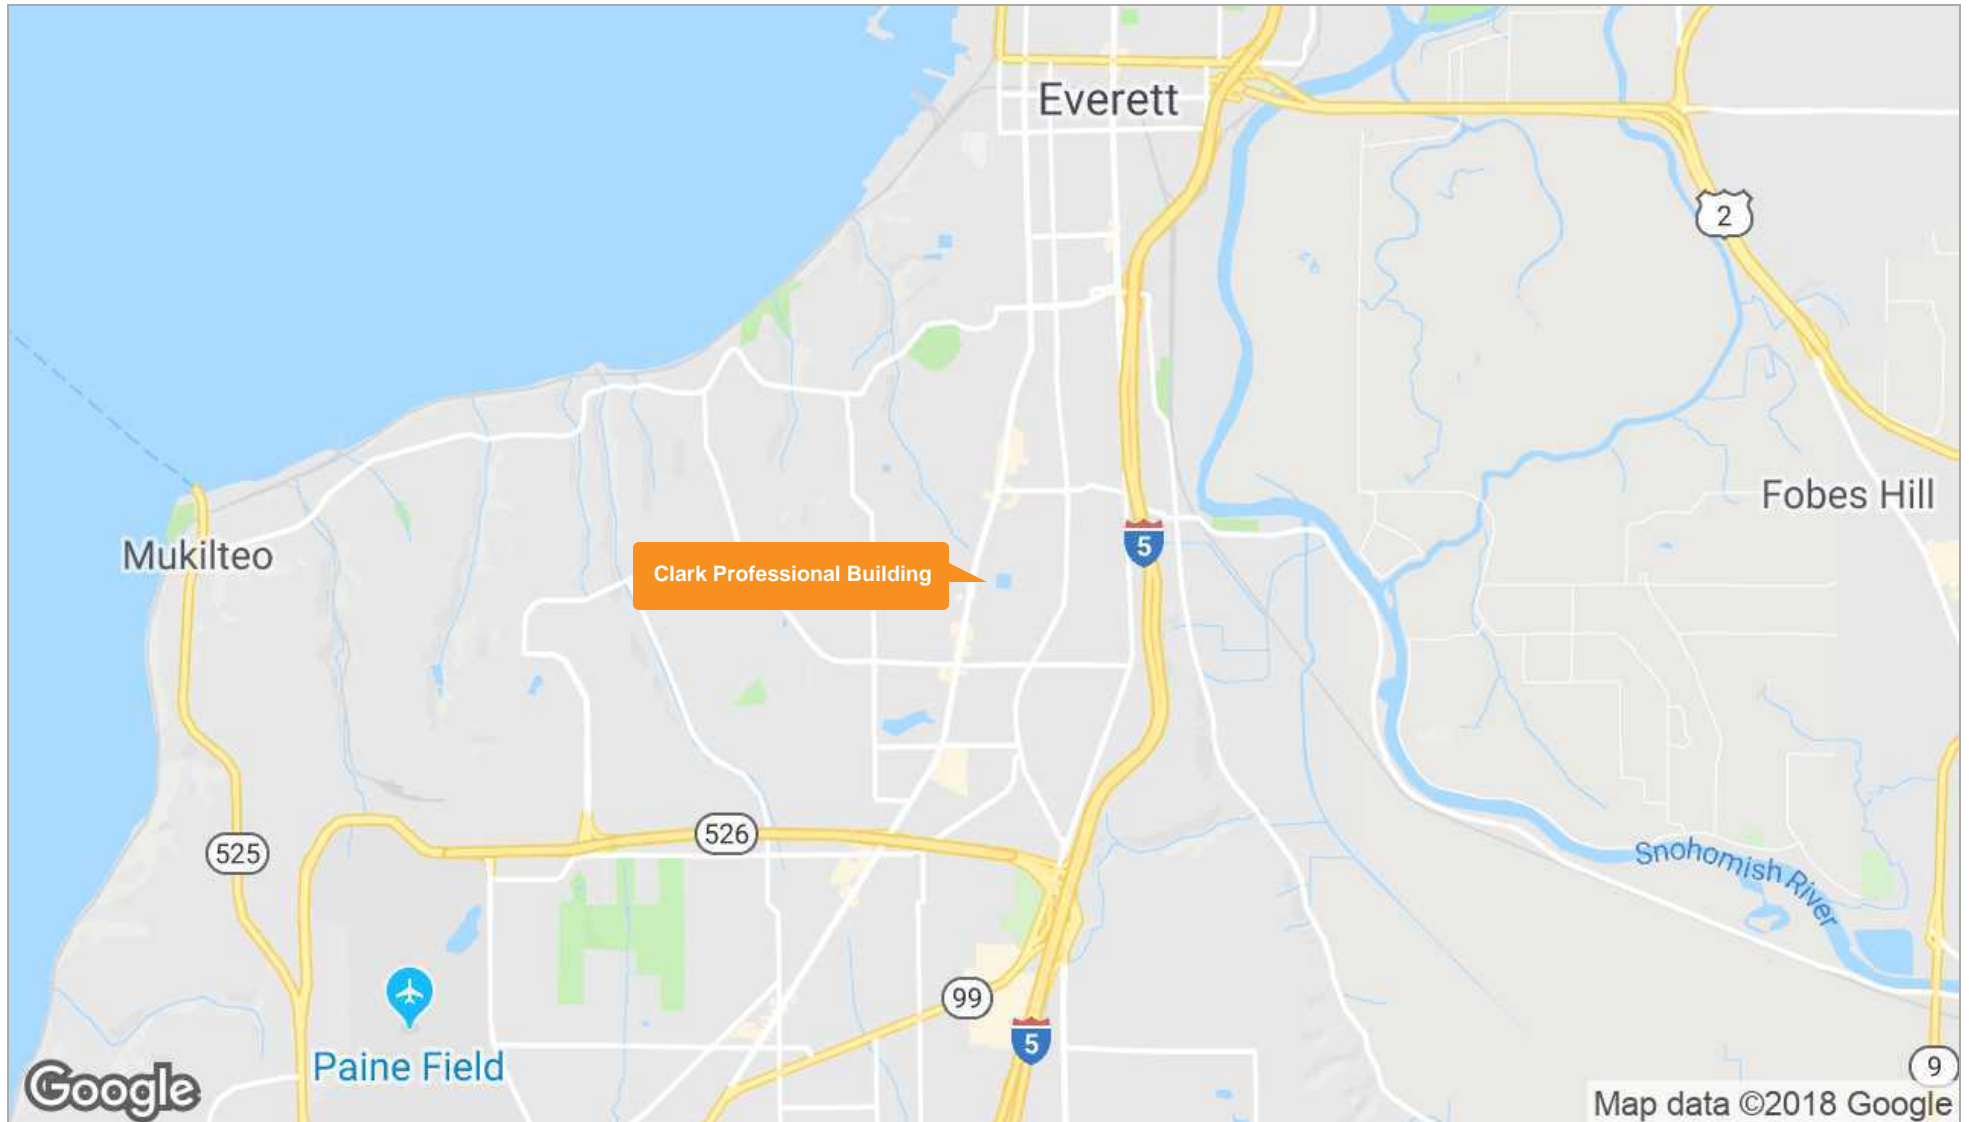 Everett
2
Fobes Hill
5
Mukilteo
Clark Professional Building
526
525
Snohomish River
99
5
Paine Field
9
Google
Map data ©2018 Google